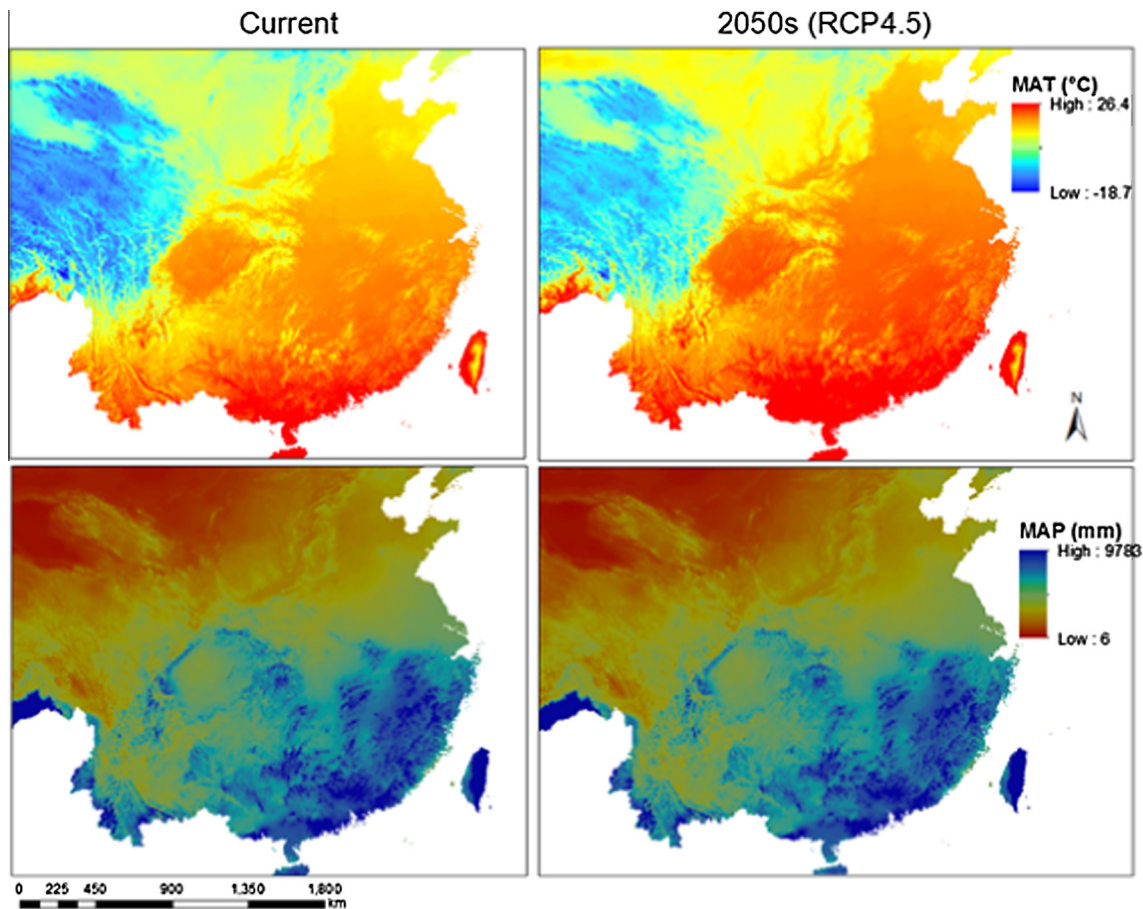 Current
2050s (RCP4.5)
MAT (°C)
High : 26.4
Low : -18.7
N
MAP (mm)
High : 9783
Low : 6
0 225 450 900 1,350 1,800
km